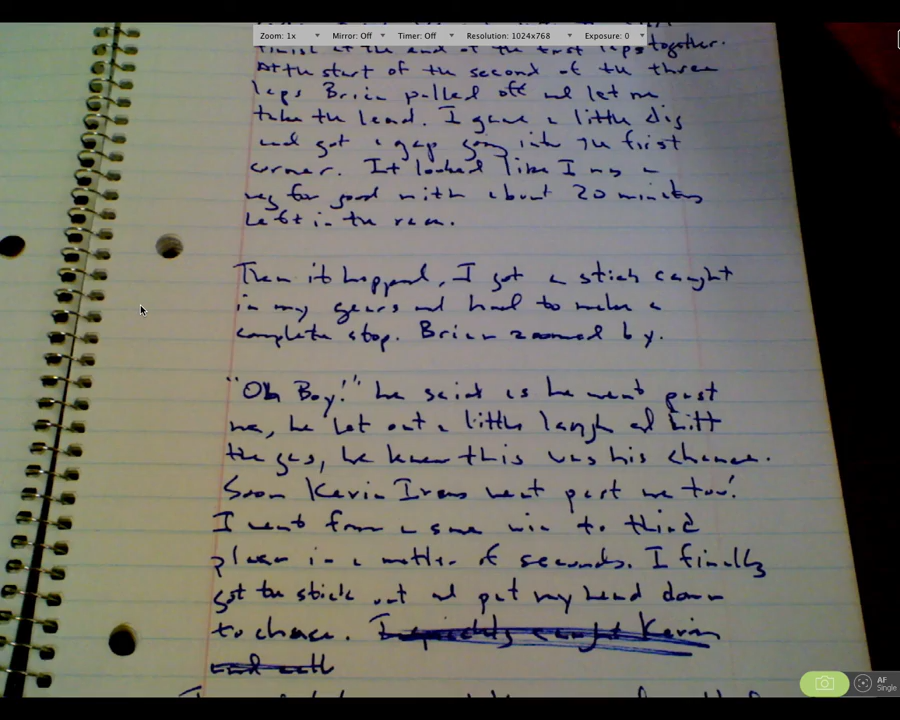 Zoom: 1x Mirror: Off Timer: Off Resolution: 1024x768 Exposure: 0
finish at the end of the first laps together.
At the start of the second of the three
laps Brian pulled off and let me
take the lead. I gave a little dig
and got a gap going into the first
corner. It looked like I was a
way for good with about 20 minutes
left in the race.
Then it happend, I got a stick caught
in my gears and had to make a
complete stop. Brian zoomed by.
"Oh Boy!" he said as he went past
me, he let out a little laugh and hitt
the gas, he knew this was his chance.
Soon Kevin went past me too!
I went from a sure win to third
place in a matter of seconds. I finally
got the stick out and put my head down
to chase. I quickly caught Kevin
and
AF
Single